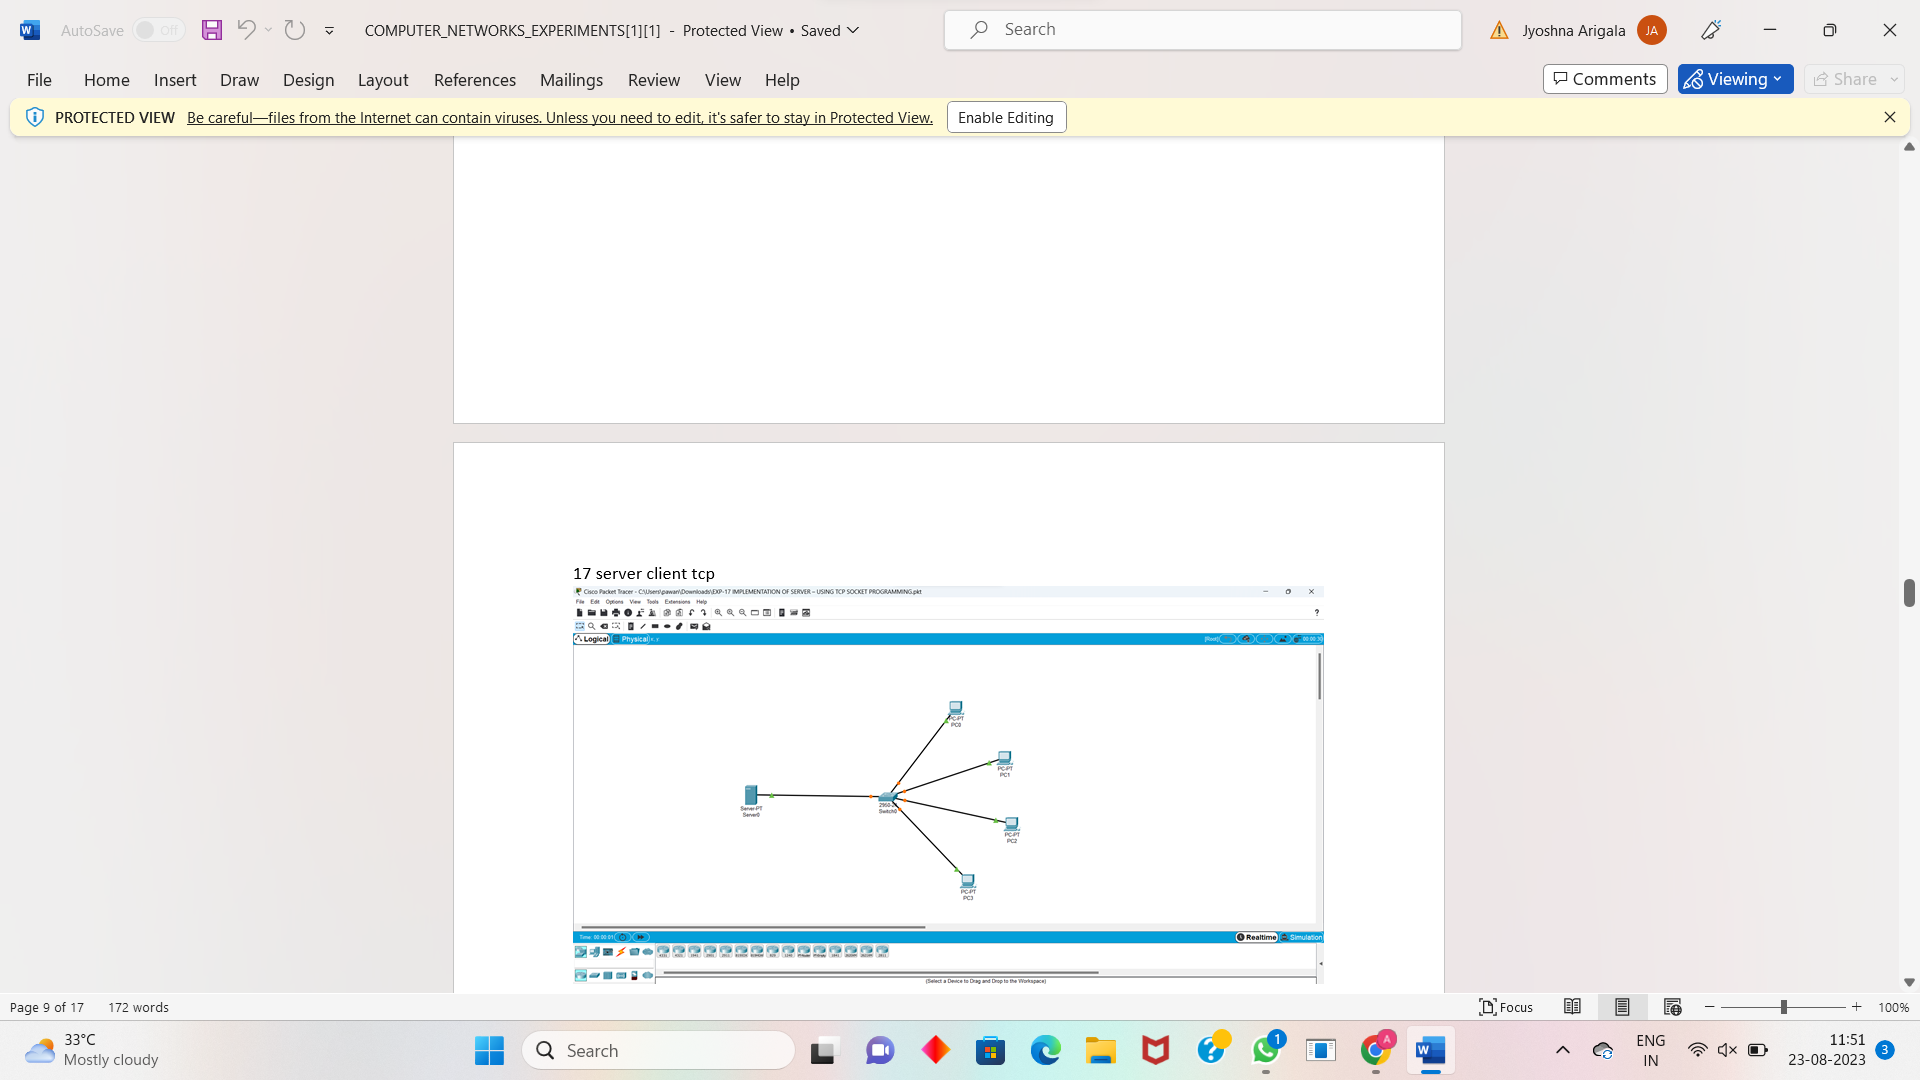 AutoSave Off COMPUTER_NETWORKS_EXPERIMENTS[1][1] - Protected View • Saved Search Jyoshna Arigala JA
File Home Insert Draw Design Layout References Mailings Review View Help Comments Viewing Share
PROTECTED VIEW Be careful—files from the Internet can contain viruses. Unless you need to edit, it's safer to stay in Protected View. Enable Editing
17 server client tcp
Cisco Packet Tracer - C:\Users\pawan\Downloads\EXP-17 IMPLEMENTATION OF SERVER – USING TCP SOCKET PROGRAMMING.pkt
File Edit Options View Tools Extensions Help
Logical Physical [Root]
PC-PT
PC0
PC-PT
PC1
Server-PT
Server0
Switch0
PC-PT
PC2
PC-PT
PC3
Time: 00:00:01 Realtime Simulation
(Select a Device to Drag and Drop to the Workspace)
Page 9 of 17 172 words Focus 100%
33°C
Mostly cloudy
Search
1
A
ENG
IN
11:51
23-08-2023
3